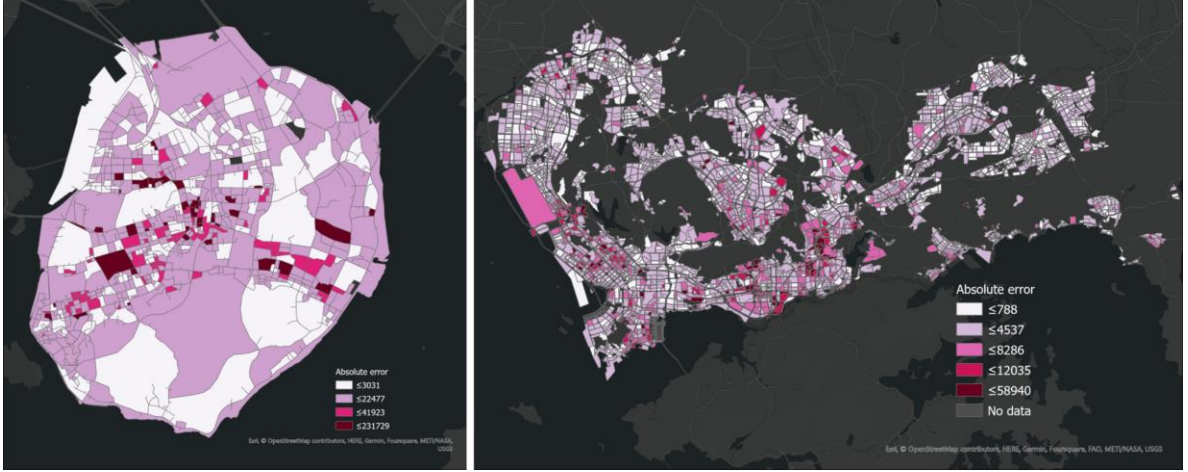 Absolute error
≤3031
≤22477
≤41923
≤231729
Esri, © OpenStreetMap contributors, HERE, Garmin, Foursquare, METI/NASA,
USGS
Absolute error
≤788
≤4537
≤8286
≤12035
≤58940
No data
Esri, © OpenStreetMap contributors, HERE, Garmin, Foursquare, FAO, METI/NASA, USGS